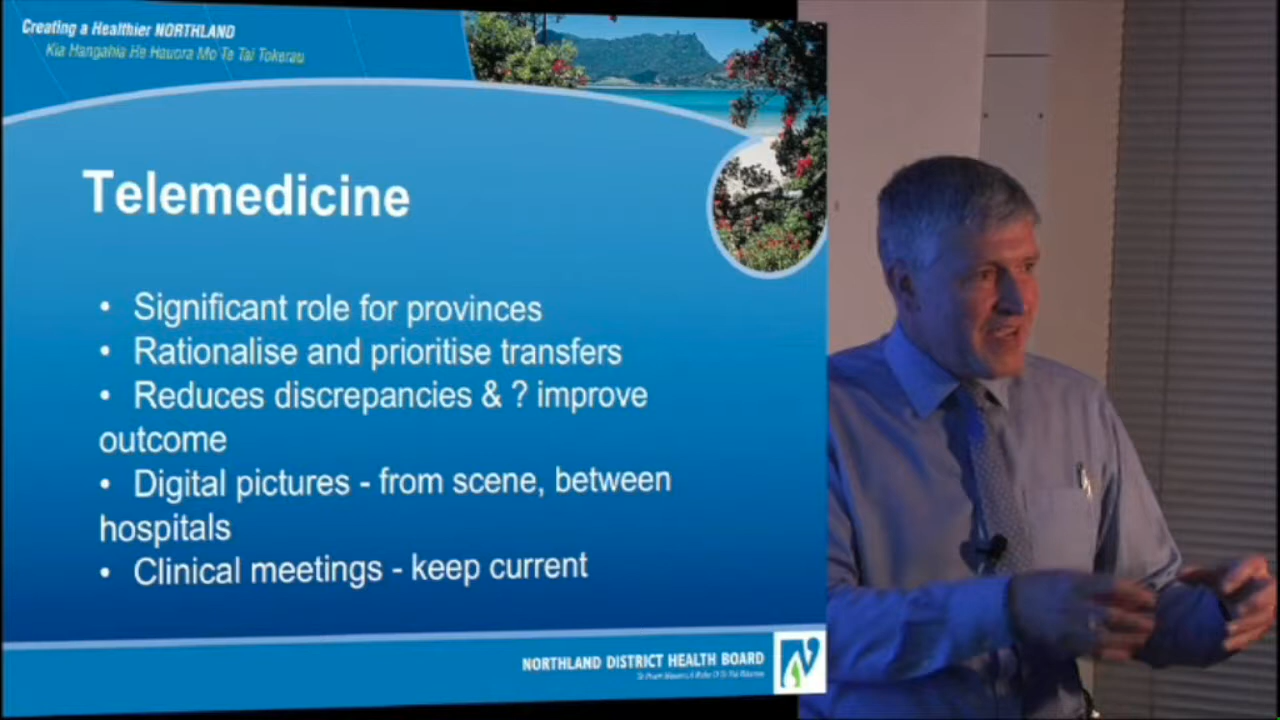 Creating a Healthier NORTHLAND
Kia Hangahia He Hauora Mo Te Tai Tokerau
Telemedicine
• Significant role for provinces
• Rationalise and prioritise transfers
• Reduces discrepancies & ? improve
outcome
• Digital pictures - from scene, between
hospitals
• Clinical meetings - keep current
NORTHLAND DISTRICT HEALTH BOARD